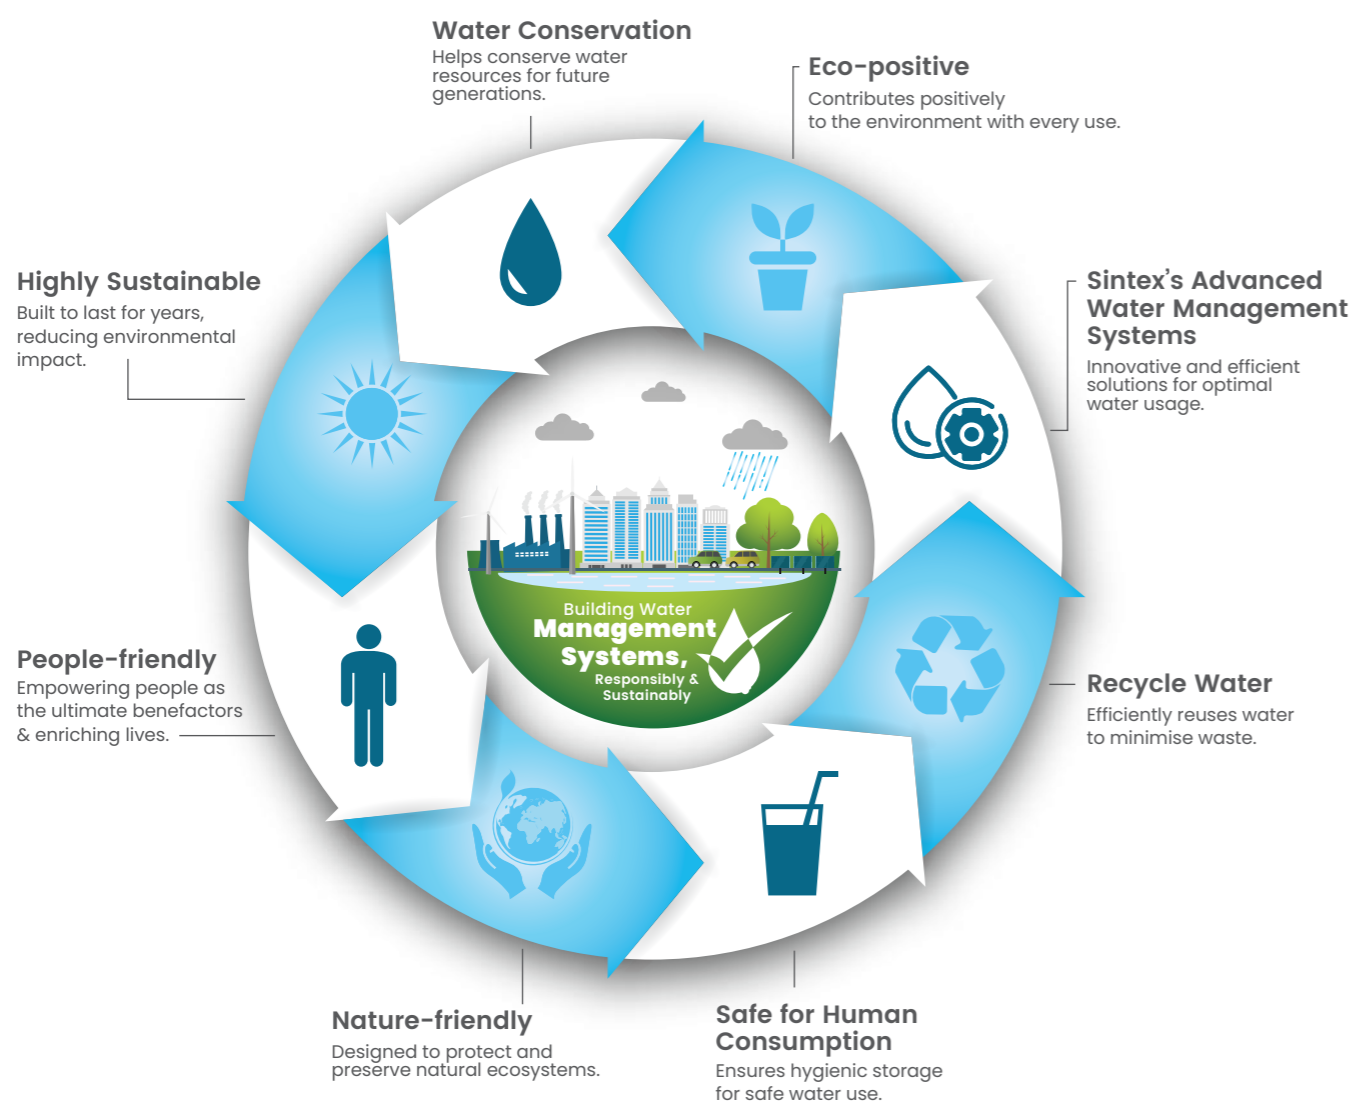 Water Conservation
Helps conserve water
resources for future
generations.
Eco-positive
Contributes positively
to the environment with every use.
Sintex’s Advanced
Water Management
Systems
Innovative and efficient
solutions for optimal
water usage.
Recycle Water
Efficiently reuses water
to minimise waste.
Safe for Human
Consumption
Ensures hygienic storage
for safe water use.
Nature-friendly
Designed to protect and
preserve natural ecosystems.
People-friendly
Empowering people as
the ultimate benefactors
& enriching lives.
Highly Sustainable
Built to last for years,
reducing environmental
impact.
Building Water
Management
Systems,
Responsibly &
Sustainably